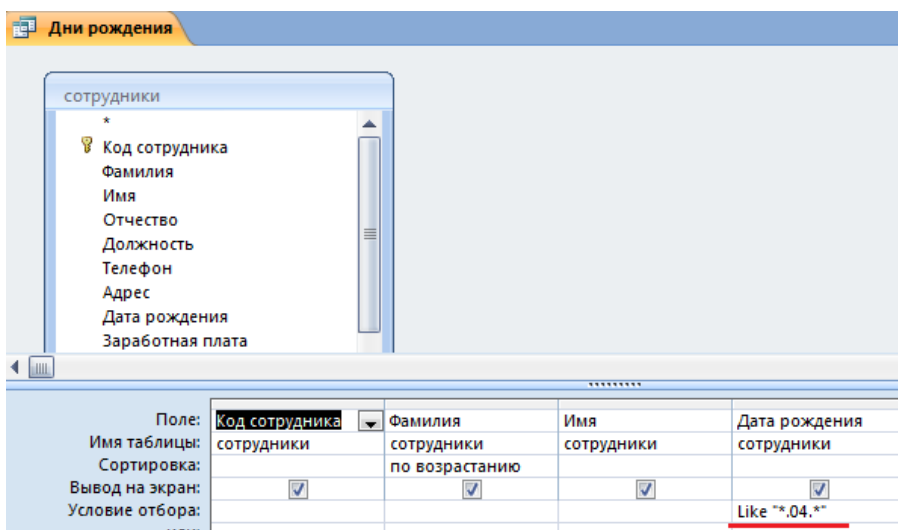 Дни рождения
сотрудники
*
Код сотрудника
Фамилия
Имя
Отчество
Должность
Телефон
Адрес
Дата рождения
Заработная плата
Поле: Код сотрудника Фамилия Имя Дата рождения
Имя таблицы: сотрудники сотрудники сотрудники сотрудники
Сортировка: по возрастанию
Вывод на экран:
Условие отбора: Like "*.04.*"